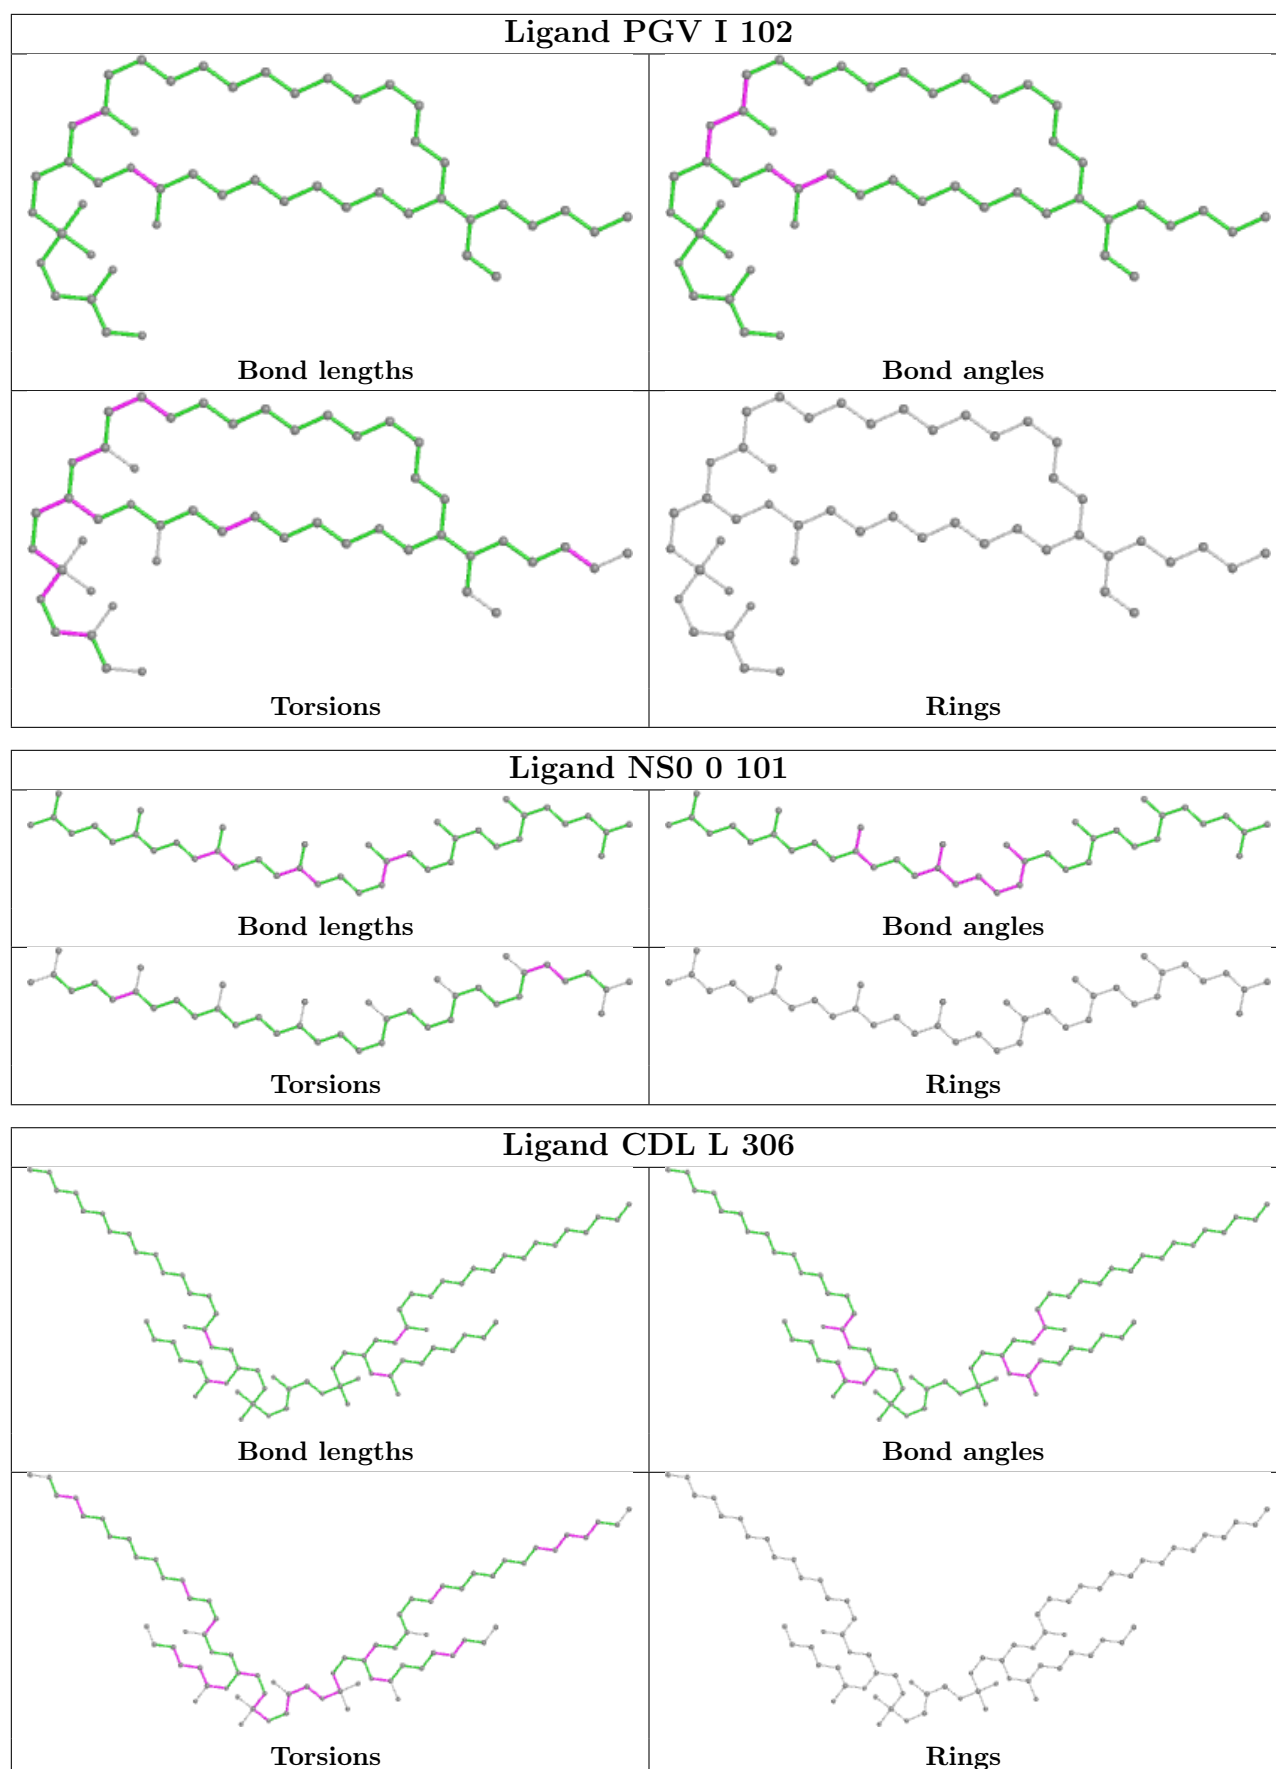 Ligand PGV I 102
Bond lengths
Bond angles
Torsions
Rings
Ligand NS0 0 101
Bond lengths
Bond angles
Torsions
Rings
Ligand CDL L 306
Bond lengths
Bond angles
Torsions
Rings